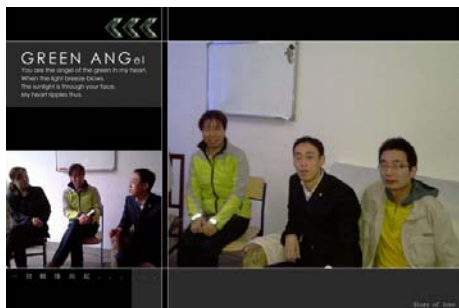 GREEN ANGel
You are the angel of the green in my heart.
When the light breeze blows.
The sunlight is through your face.
My heart ripples thus.
Story of love